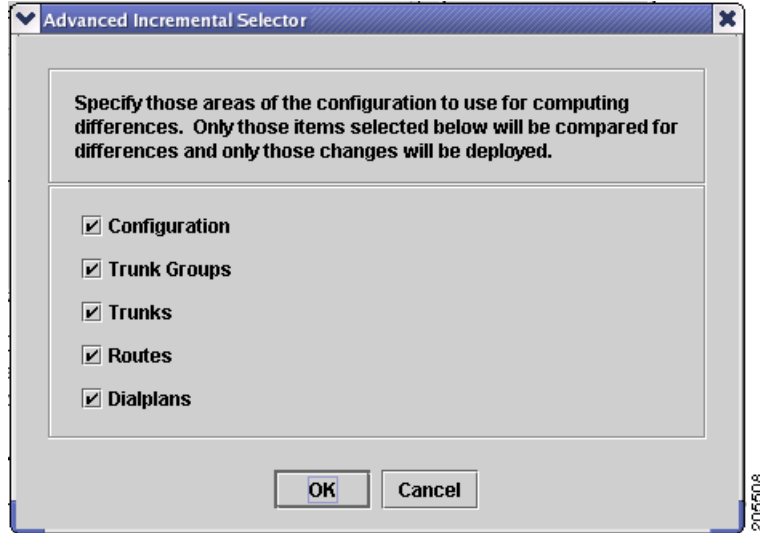 Advanced Incremental Selector
Specify those areas of the configuration to use for computing
differences. Only those items selected below will be compared for
differences and only those changes will be deployed.
Configuration
Trunk Groups
Trunks
Routes
Dialplans
OK
Cancel
205508